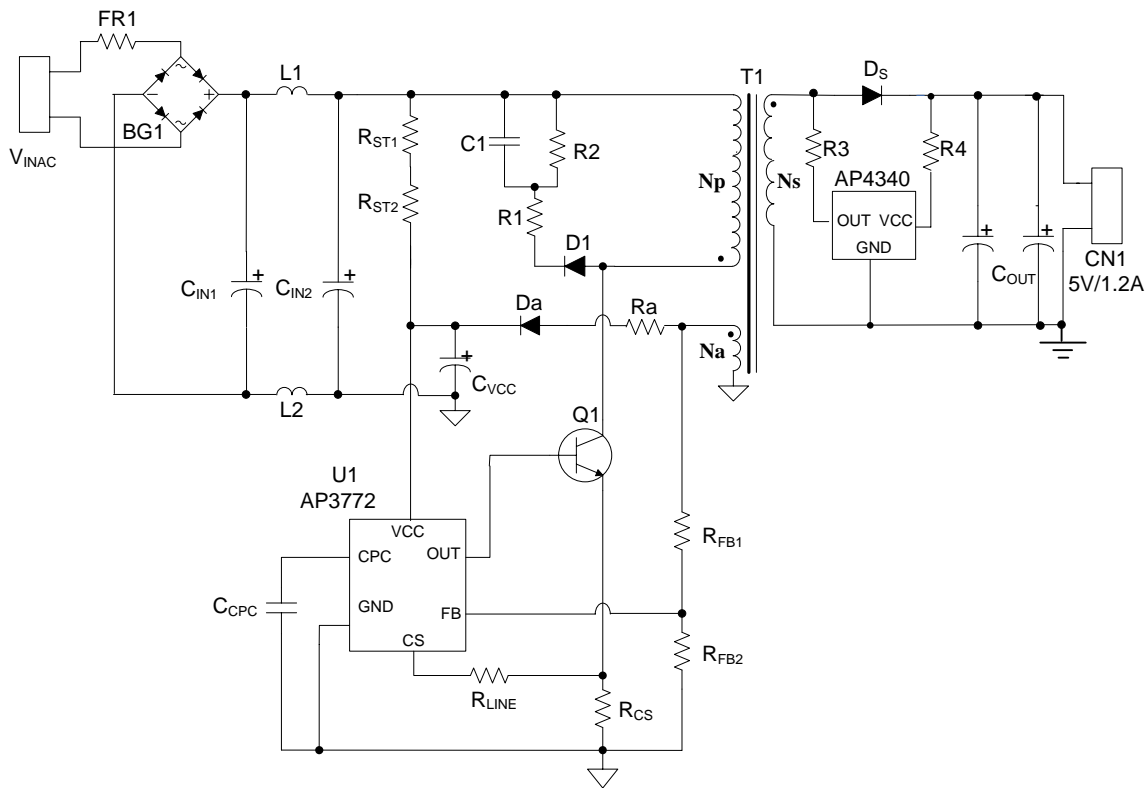 FR1
L1
T1
DS
~
− +
~
BG1
VINAC
RST1
C1
R2
R3
R4
AP4340
RST2
Np
Ns
R1
OUT VCC
GND
D1
CN1
5V/1.2A
CIN1
+
CIN2
+
+
COUT
+
Da
Ra
Na
+
CVCC
L2
Q1
U1
AP3772
VCC
CPC
OUT
RFB1
CCPC
GND
FB
CS
RFB2
RLINE
RCS